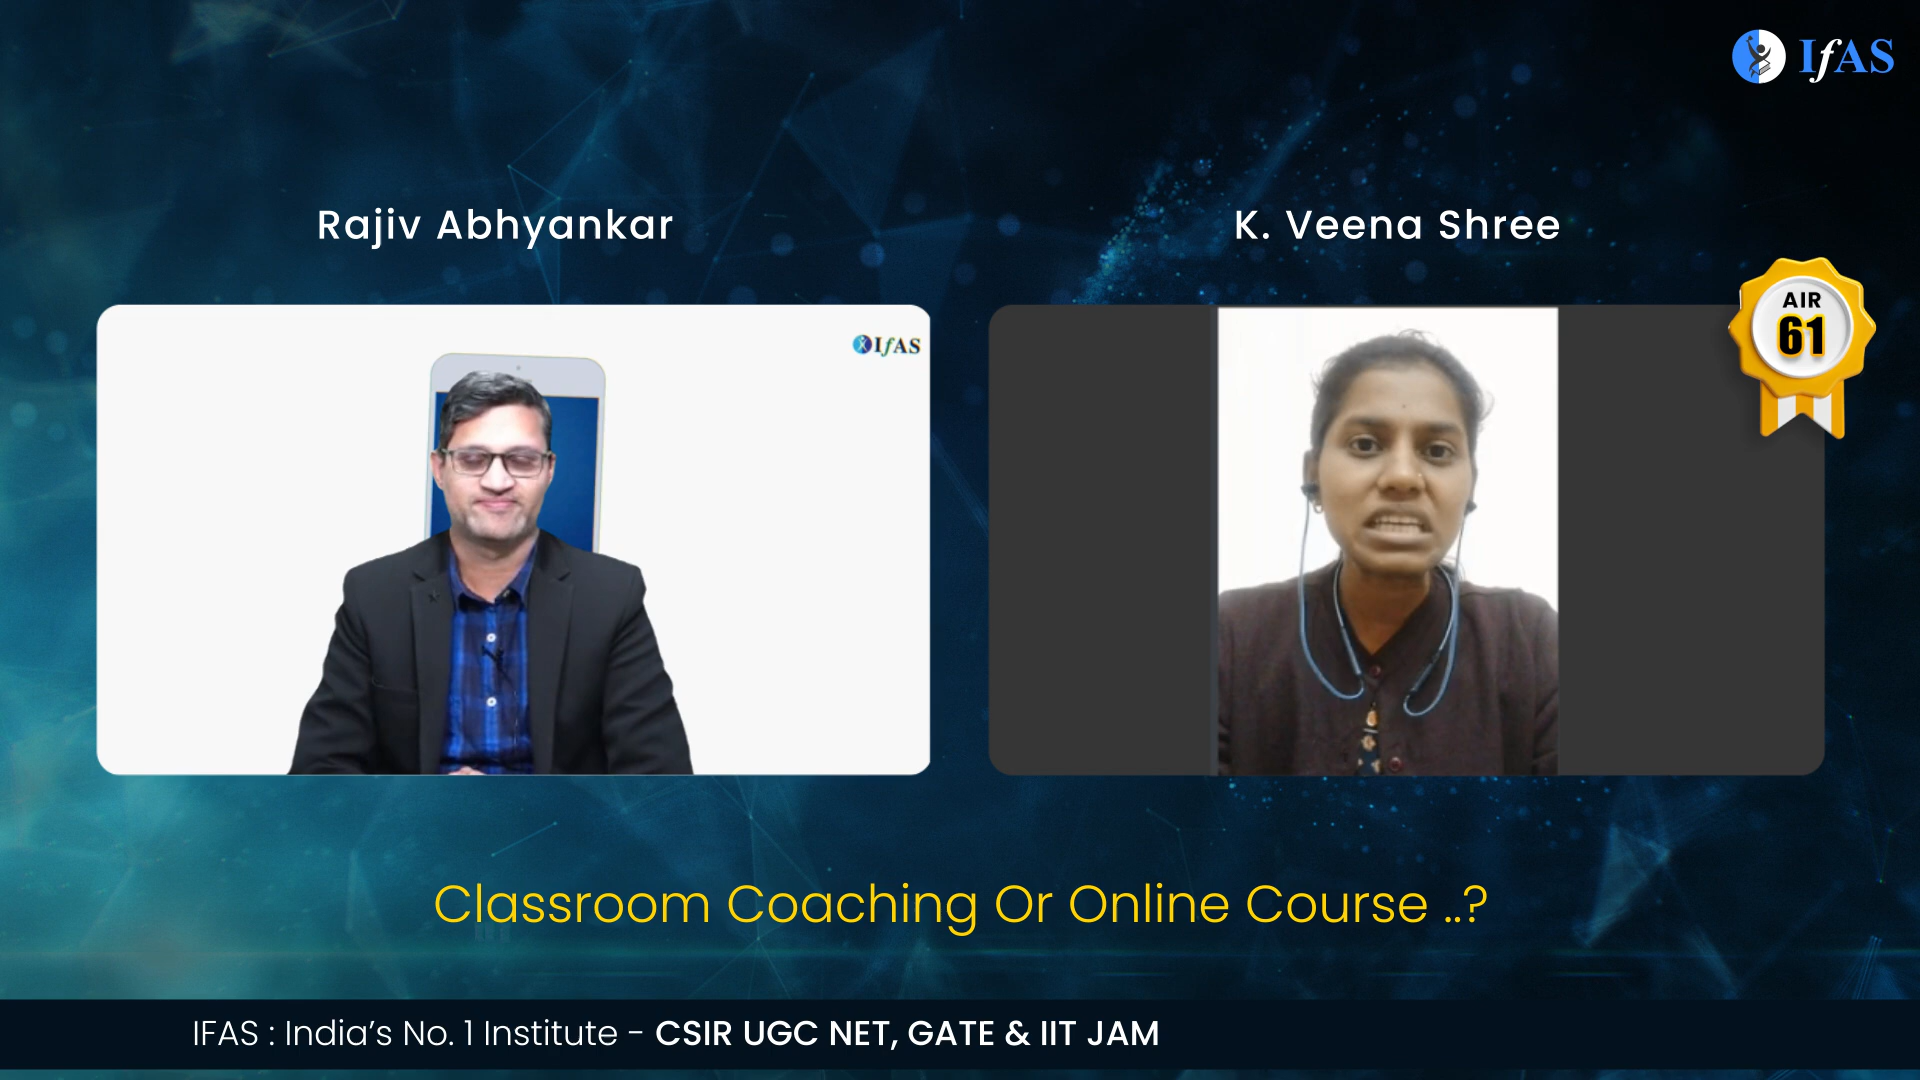 IfAS
Rajiv Abhyankar
K. Veena Shree
IfAS
AIR
61
Classroom Coaching Or Online Course ..?
IFAS : India's No. 1 Institute - CSIR UGC NET, GATE & IIT JAM